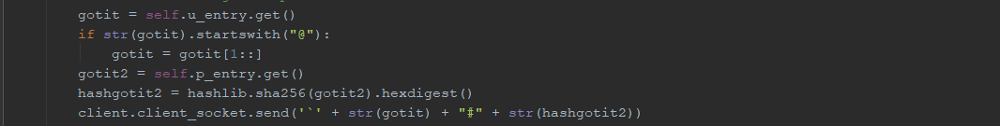 gotit = self.u_entry.get()
if str(gotit).startswith("@"):
gotit = gotit[1::]
gotit2 = self.p_entry.get()
hashgotit2 = hashlib.sha256(gotit2).hexdigest()
client.client_socket.send('`' + str(gotit) + "#" + str(hashgotit2))